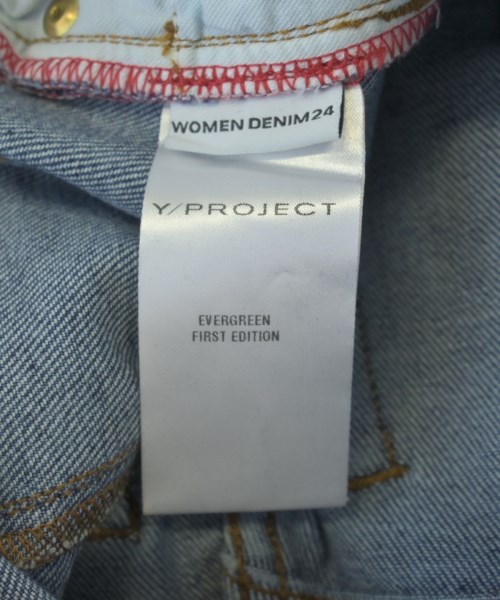 WOMEN DENIM24
Y/PROJECT
EVERGREEN
FIRST EDITION